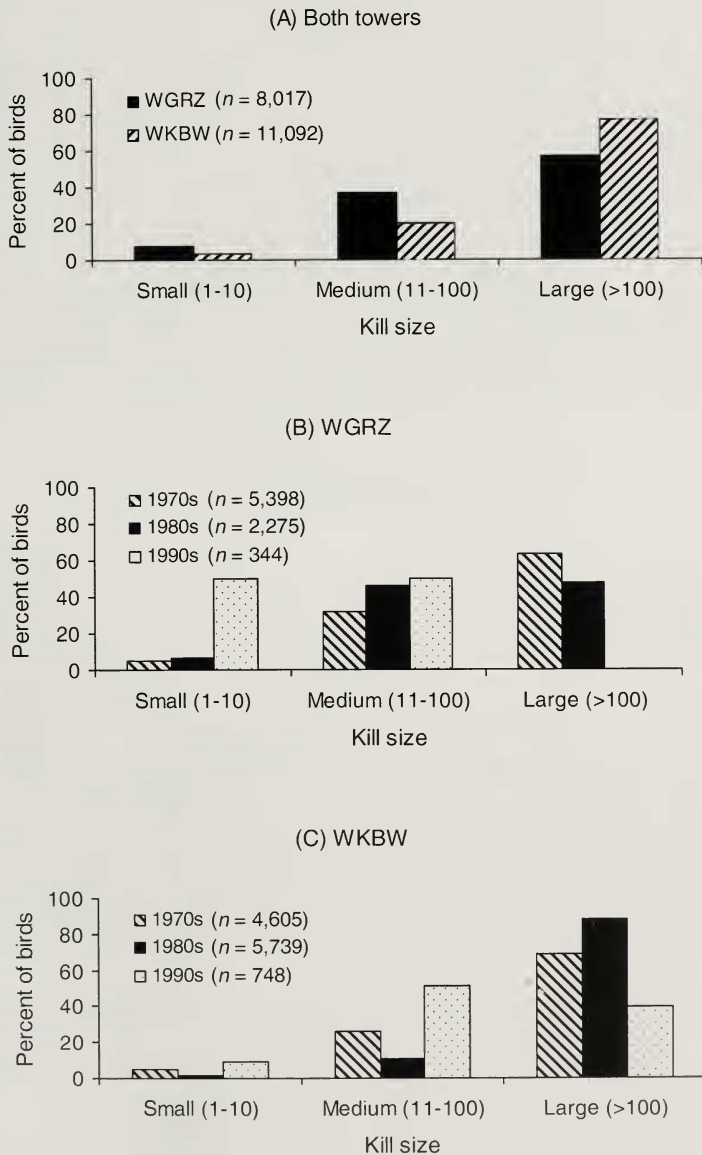 (A) Both towers
100
80
60
40
20
0
Percent of birds
WGRZ (n = 8,017)
WKBW (n = 11,092)
Small (1-10)
Medium (11-100)
Large (>100)
Kill size
(B) WGRZ
100
80
60
40
20
0
Percent of birds
1970s (n = 5,398)
1980s (n = 2,275)
1990s (n = 344)
Small (1-10)
Medium (11-100)
Large (>100)
Kill size
(C) WKBW
100
80
60
40
20
0
Percent of birds
1970s (n = 4,605)
1980s (n = 5,739)
1990s (n = 748)
Small (1-10)
Medium (11-100)
Large (>100)
Kill size